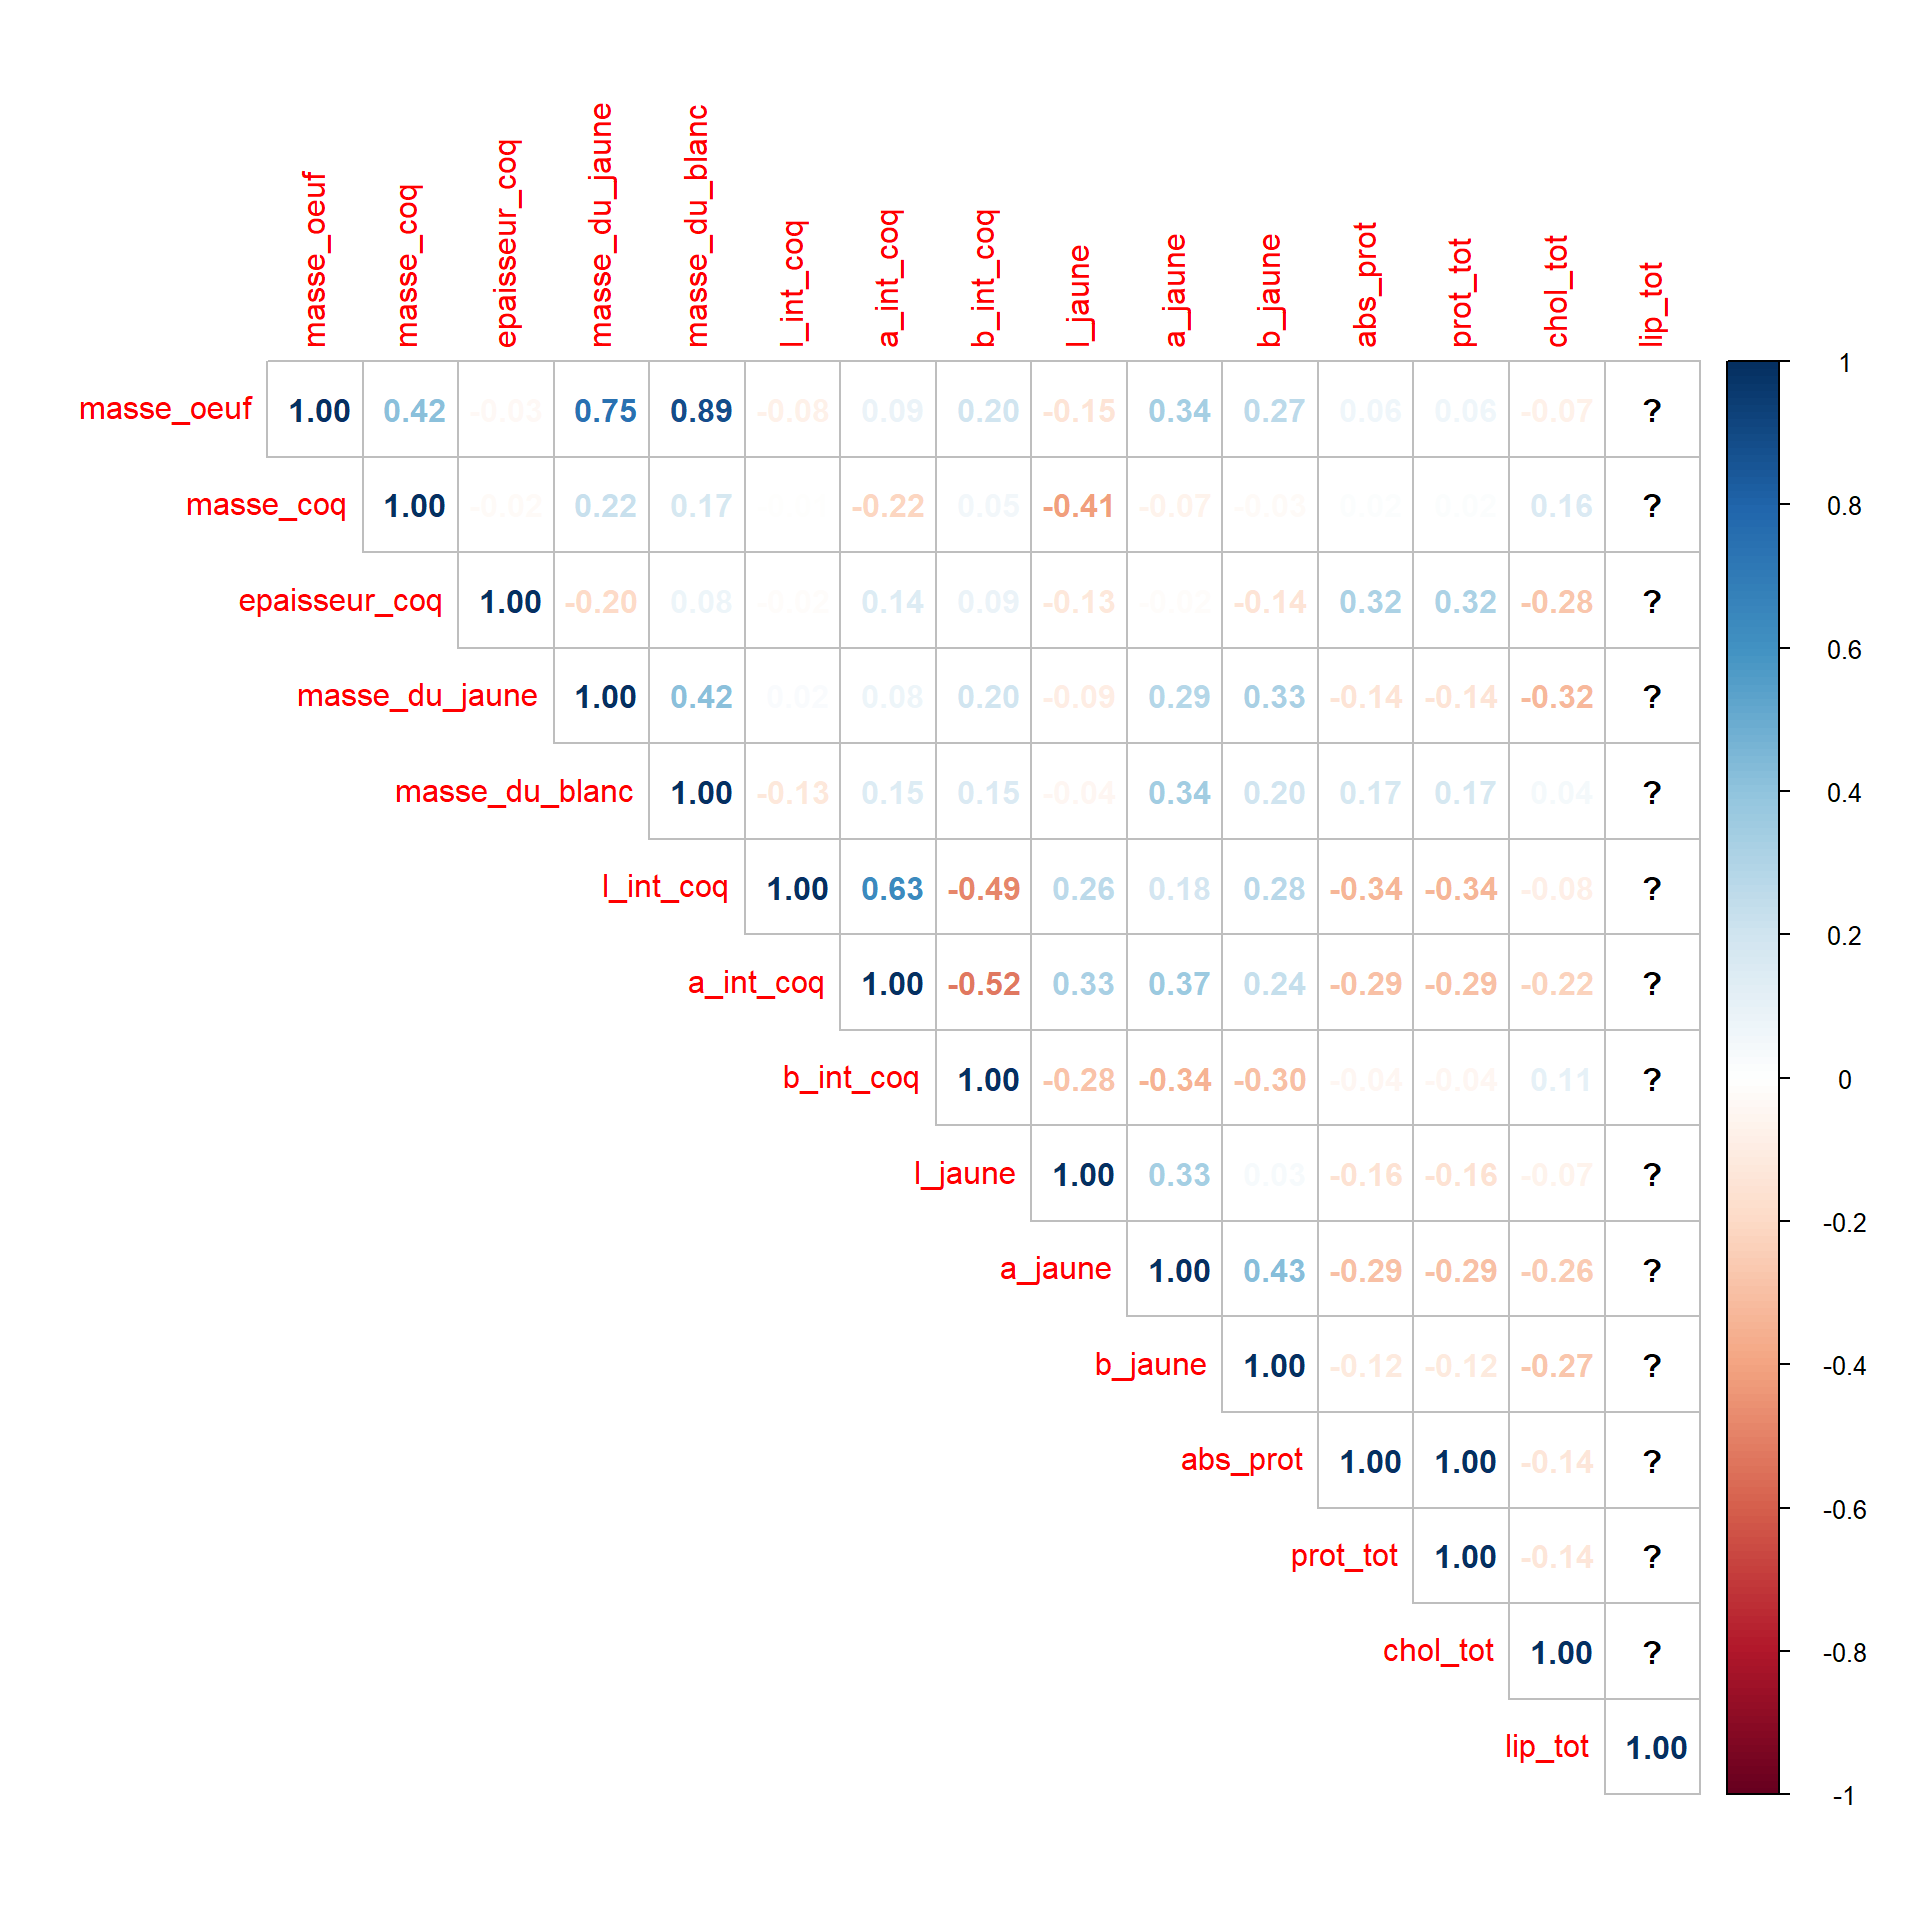 masse_oeuf
masse_coq
epaisseur_coq
masse_du_jaune
masse_du_blanc
l_int_coq
a_int_coq
b_int_coq
l_jaune
a_jaune
b_jaune
abs_prot
prot_tot
chol_tot
lip_tot
masse_oeuf 1.00 0.42 -0.03 0.75 0.89 -0.08 0.09 0.20 -0.15 0.34 0.27 0.06 0.06 -0.07 ?
masse_coq 1.00 -0.02 0.22 0.17 -0.22 0.05 -0.41 -0.07 -0.03 0.02 0.02 0.16 ?
epaisseur_coq 1.00 -0.20 0.08 -0.02 0.14 0.09 -0.13 -0.02 -0.14 0.32 0.32 -0.28 ?
masse_du_jaune 1.00 0.42 0.02 0.08 0.20 -0.09 0.29 0.33 -0.14 -0.14 -0.32 ?
masse_du_blanc 1.00 -0.13 0.15 0.15 -0.04 0.34 0.20 0.17 0.17 0.04 ?
l_int_coq 1.00 0.63 -0.49 0.26 0.18 0.28 -0.34 -0.34 -0.08 ?
a_int_coq 1.00 -0.52 0.33 0.37 0.24 -0.29 -0.29 -0.22 ?
b_int_coq 1.00 -0.28 -0.34 -0.30 -0.04 -0.04 0.11 ?
l_jaune 1.00 0.33 0.03 -0.16 -0.16 -0.07 ?
a_jaune 1.00 0.43 -0.29 -0.29 -0.26 ?
b_jaune 1.00 -0.12 -0.12 -0.27 ?
abs_prot 1.00 1.00 -0.14 ?
prot_tot 1.00 -0.14 ?
chol_tot 1.00 ?
lip_tot 1.00
1
0.8
0.6
0.4
0.2
0
-0.2
-0.4
-0.6
-0.8
-1